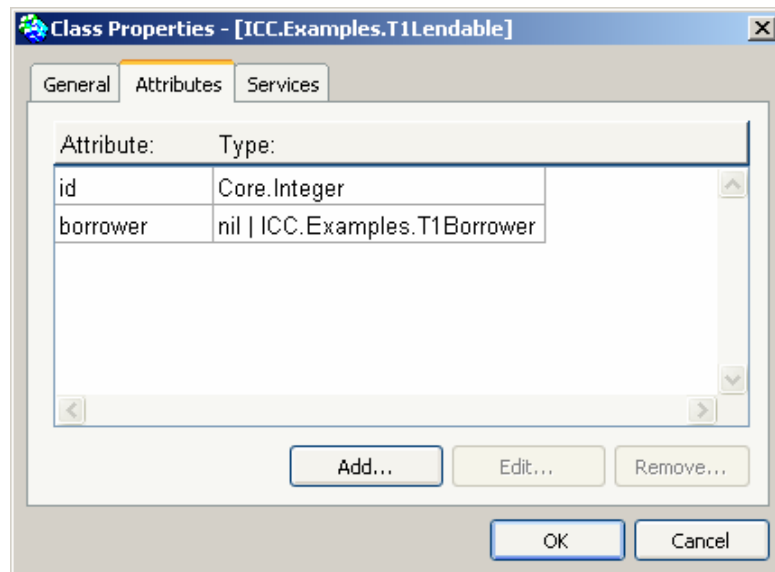 Class Properties - [ICC.Examples.T1Lendable]
General Attributes Services
Attribute: Type:
id Core.Integer
borrower nil | ICC.Examples.T1Borrower
Add... Edit... Remove...
OK Cancel